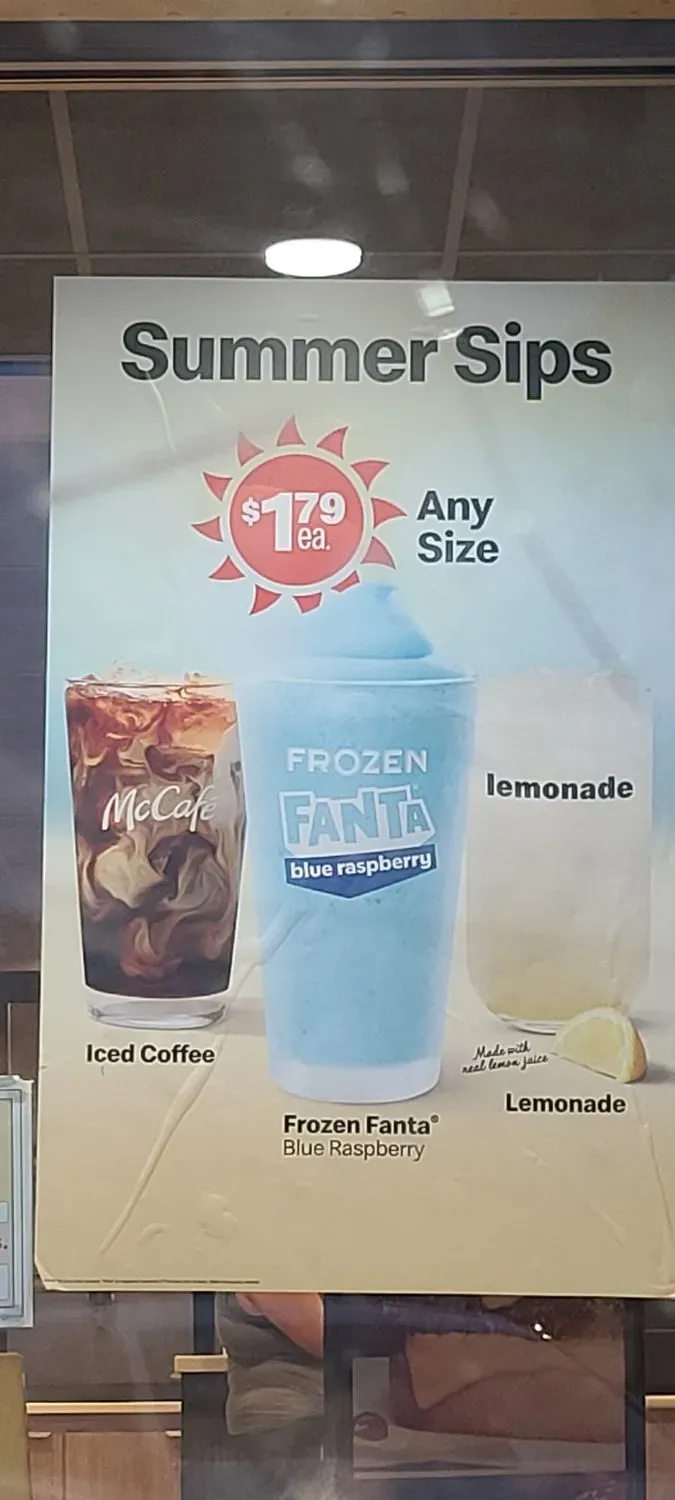 Summer Sips
$1.79 ea.
Any
Size
McCafé
FROZEN
FANTA
blue raspberry
lemonade
Iced Coffee
Made with
real lemon juice
Lemonade
Frozen Fanta®
Blue Raspberry